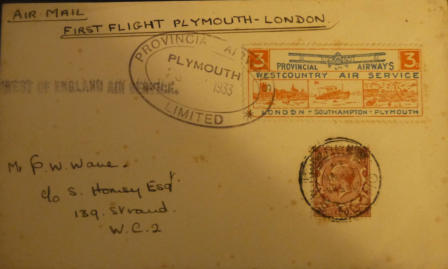 AIR MAIL
FIRST FLIGHT PLYMOUTH-LONDON.
PROVINCIAL
PLYMOUTH
1933
LIMITED
3 3
PROVINCIAL AIRWAYS
WESTCOUNTRY AIR SERVICE
LONDON - SOUTHAMPTON - PLYMOUTH
WEST OF ENGLAND AIR SERVICE.
Mr P. W. Wane.
c/o S. Honey Esqr.
139. Strand.
W.C.2